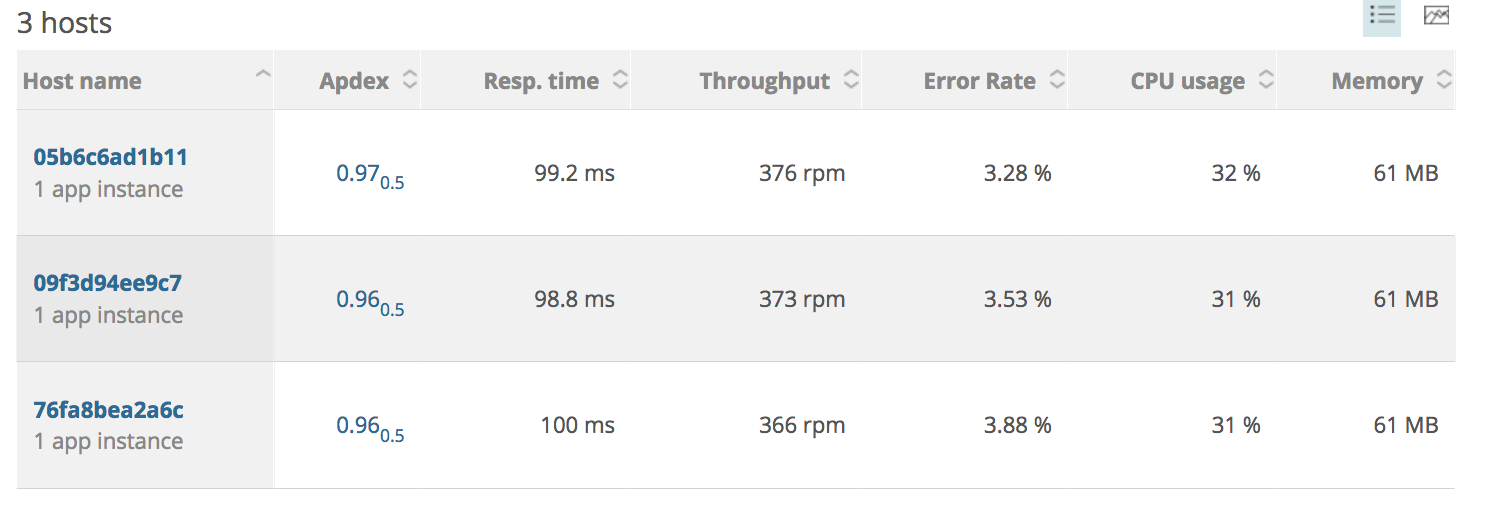 3 hosts
Host name Apdex Resp. time Throughput Error Rate CPU usage Memory
05b6c6ad1b11
1 app instance
0.97 0.5 99.2 ms 376 rpm 3.28 % 32 % 61 MB
09f3d94ee9c7
1 app instance
0.96 0.5 98.8 ms 373 rpm 3.53 % 31 % 61 MB
76fa8bea2a6c
1 app instance
0.96 0.5 100 ms 366 rpm 3.88 % 31 % 61 MB